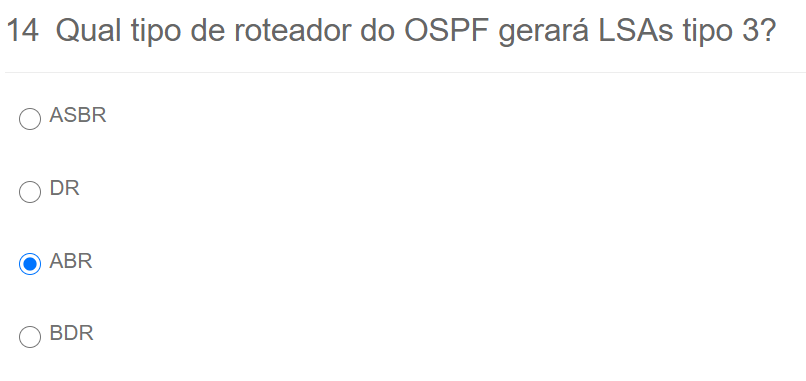 14 Qual tipo de roteador do OSPF gerará LSAs tipo 3?
ASBR
DR
ABR
BDR